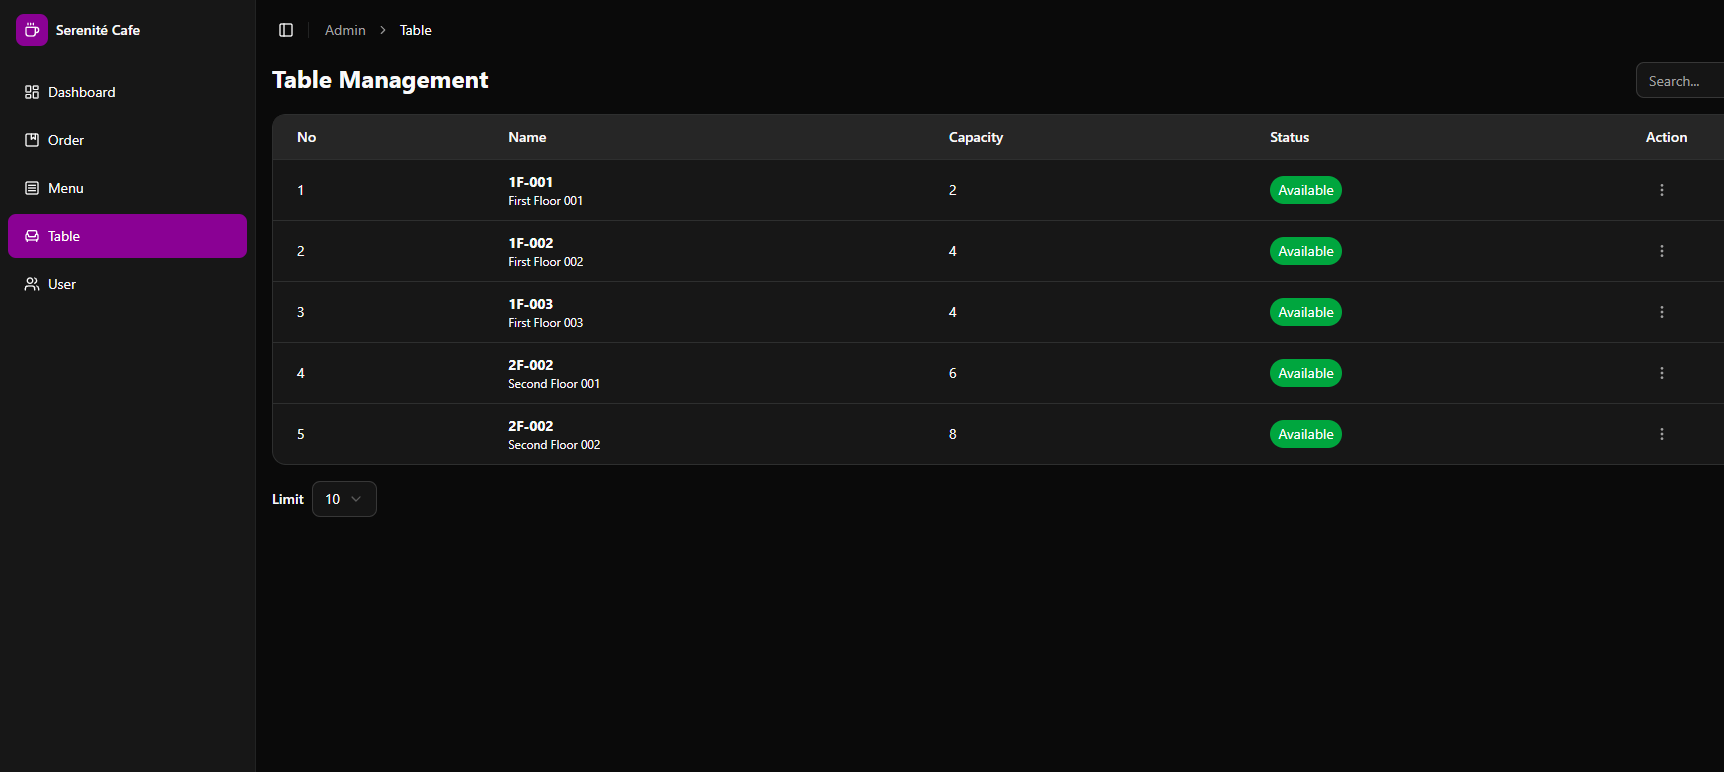 Serenité Cafe
Dashboard
Order
Menu
Table
User
Admin > Table
Table Management
Search...
No Name Capacity Status Action
1 1F-001 2 Available
First Floor 001
2 1F-002 4 Available
First Floor 002
3 1F-003 4 Available
First Floor 003
4 2F-002 6 Available
Second Floor 001
5 2F-002 8 Available
Second Floor 002
Limit 10